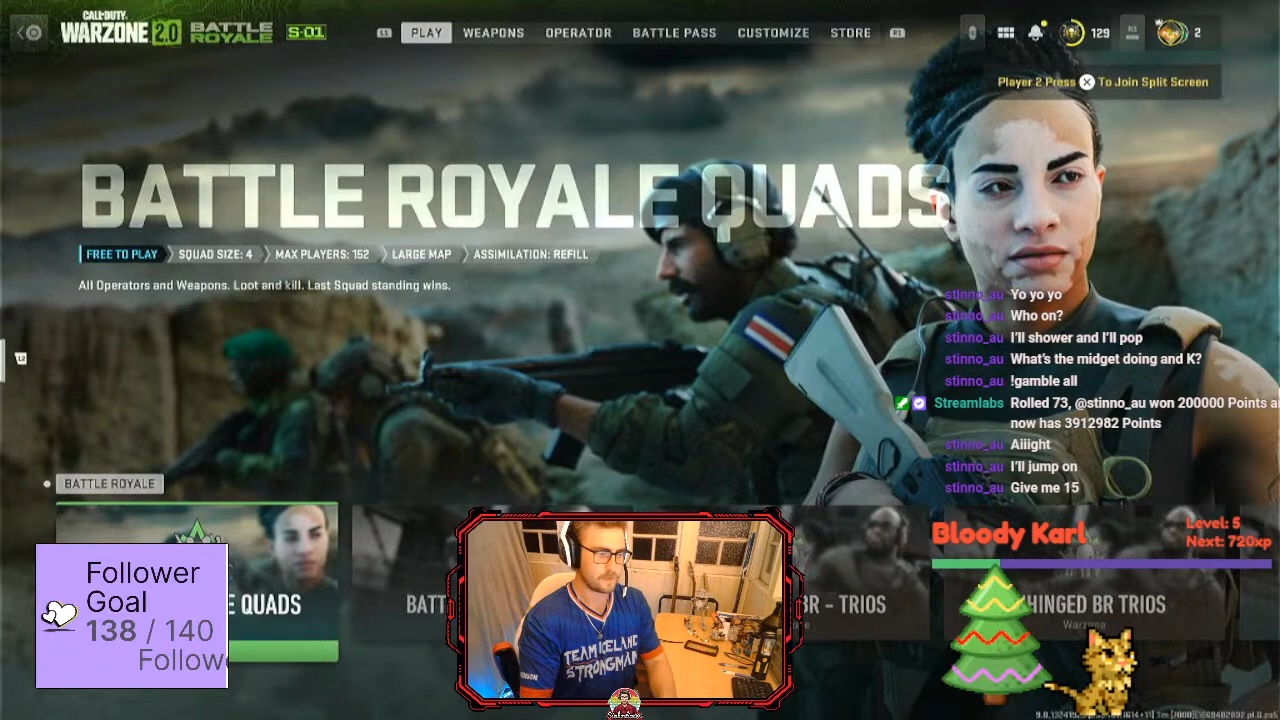 CALL OF DUTY.
WARZONE 2.0 BATTLE ROYALE S-01
L1 PLAY WEAPONS OPERATOR BATTLE PASS CUSTOMIZE STORE R1
129 R3 2
Player 2 Press X To Join Split Screen
BATTLE ROYALE QUADS
FREE TO PLAY SQUAD SIZE: 4 MAX PLAYERS: 152 LARGE MAP ASSIMILATION: REFILL
All Operators and Weapons. Loot and kill. Last Squad standing wins.
stinno_au Yo yo yo
stinno_au Who on?
stinno_au I'll shower and I'll pop
stinno_au What's the midget doing and K?
stinno_au !gamble all
Streamlabs Rolled 73, @stinno_au won 200000 Points a
now has 3912982 Points
stinno_au Aiiight
stinno_au I'll jump on
stinno_au Give me 15
BATTLE ROYALE
Bloody Karl
Level: 5
Next: 720xp
Follower
Goal
138 / 140
Follow
E QUADS
BATT
BR - TRIOS
HINGED BR TRIOS
Warzone
TEAM ICELAND
STRONGMAN